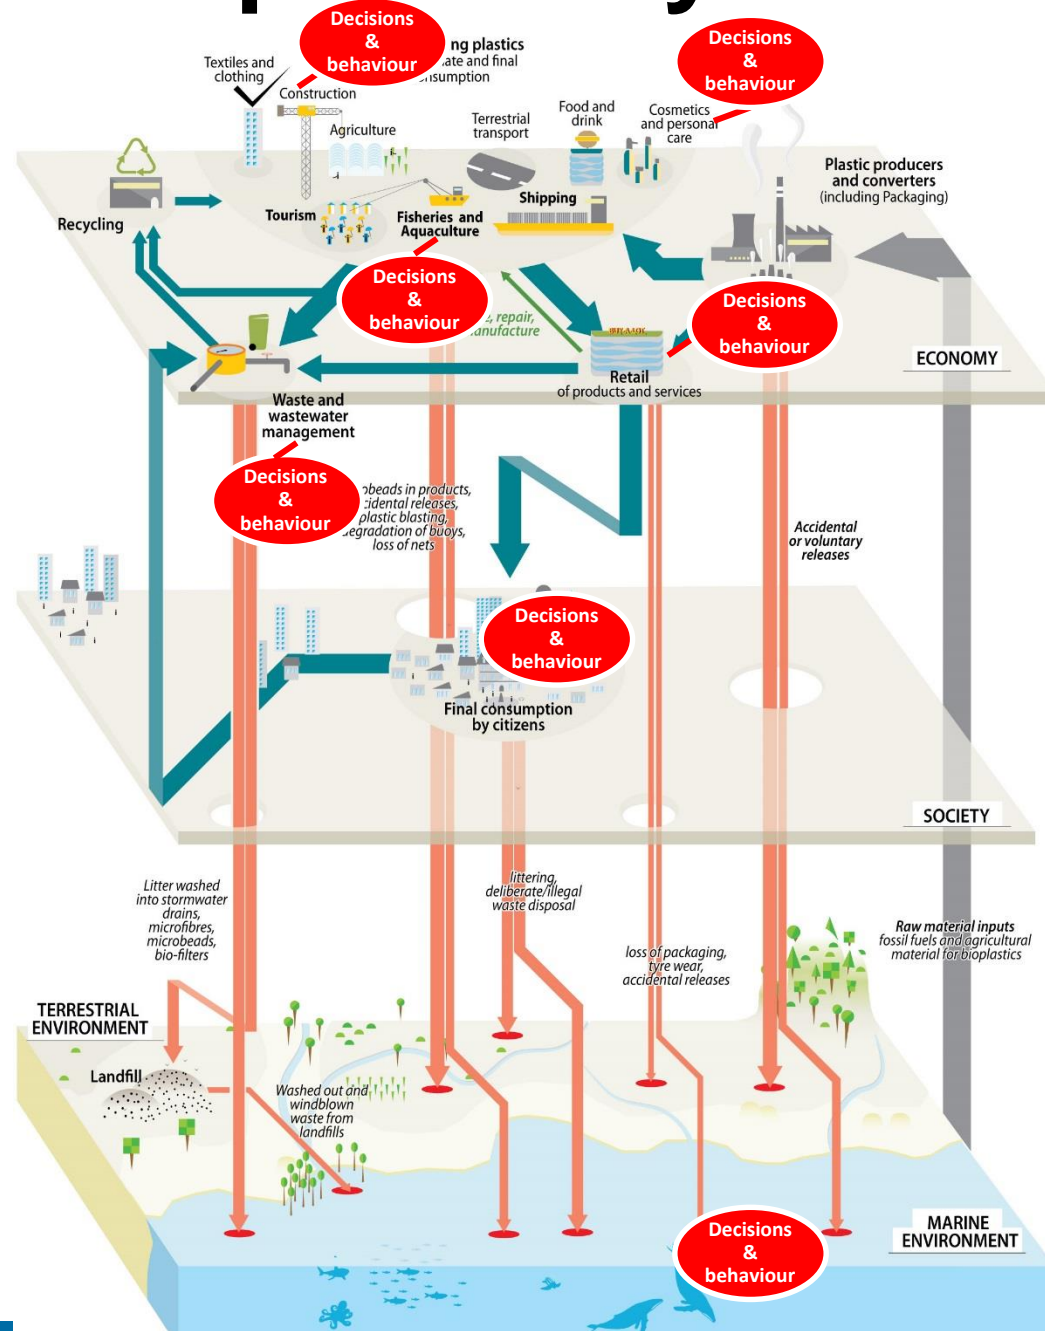 Decisions
&
behaviour
ng plastics
ate and final
onsumption
Decisions
&
behaviour
Textiles and
clothing
Construction
Agriculture
Terrestrial
transport
Food and
drink
Cosmetics
and personal
care
Plastic producers
and converters
(including Packaging)
Recycling
Tourism
Fisheries and
Aquaculture
Shipping
Decisions
&
behaviour
, repair,
anufacture
Decisions
&
behaviour
ECONOMY
Retail
of products and services
Waste and
wastewater
management
Decisions
&
behaviour
obeads in products,
cidental releases,
plastic blasting,
degradation of buoys,
loss of nets
Accidental
or voluntary
releases
Decisions
&
behaviour
Final consumption
by citizens
SOCIETY
Litter washed
into stormwater
drains,
microfibres,
microbeads,
bio-filters
littering,
deliberate/illegal
waste disposal
loss of packaging,
tyre wear,
accidental releases
Raw material inputs
fossil fuels and agricultural
material for bioplastics
TERRESTRIAL
ENVIRONMENT
Landfill
Washed out and
windblown
waste from
landfills
MARINE
ENVIRONMENT
Decisions
&
behaviour